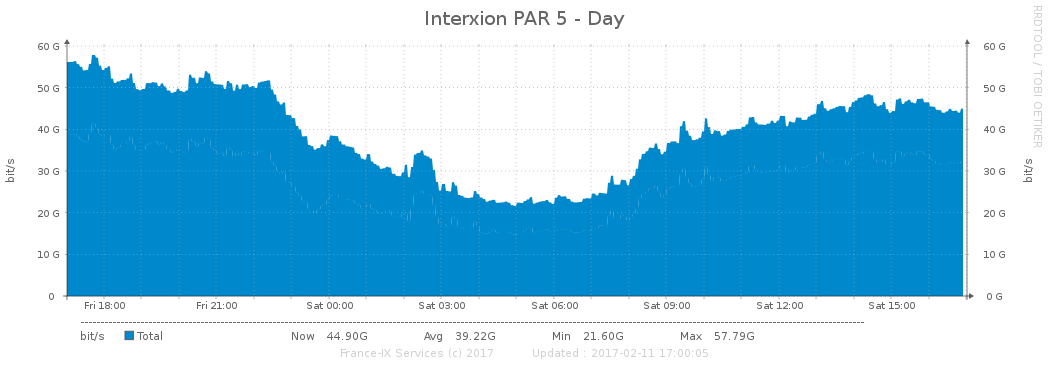 Interxion PAR 5 - Day
RRDTOOL / TOBI OETIKER
60 G 60 G
50 G 50 G
40 G 40 G
30 G 30 G
20 G 20 G
10 G 10 G
0 0 G
bit/s
bit/s
Fri 18:00 Fri 21:00 Sat 00:00 Sat 03:00 Sat 06:00 Sat 09:00 Sat 12:00 Sat 15:00
bit/s Total Now 44.90G Avg 39.22G Min 21.60G Max 57.79G
France-IX Services (c) 2017 Updated : 2017-02-11 17:00:05